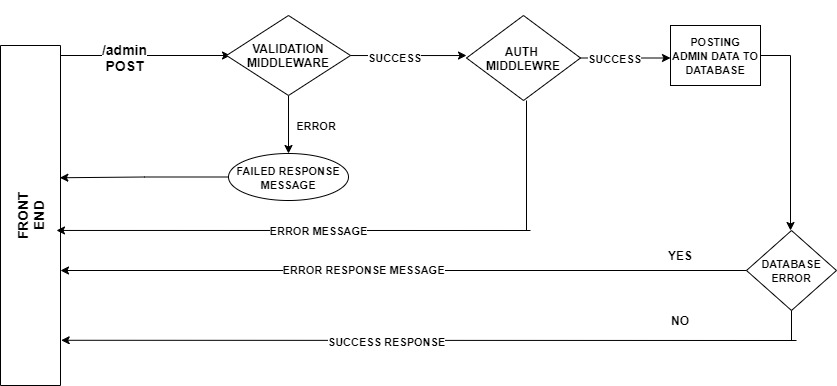 /admin
POST
VALIDATION
MIDDLEWARE
SUCCESS
AUTH
MIDDLEWRE
SUCCESS
POSTING
ADMIN DATA TO
DATABASE
ERROR
FAILED RESPONSE
MESSAGE
FRONT
END
ERROR MESSAGE
YES
DATABASE
ERROR
ERROR RESPONSE MESSAGE
NO
SUCCESS RESPONSE